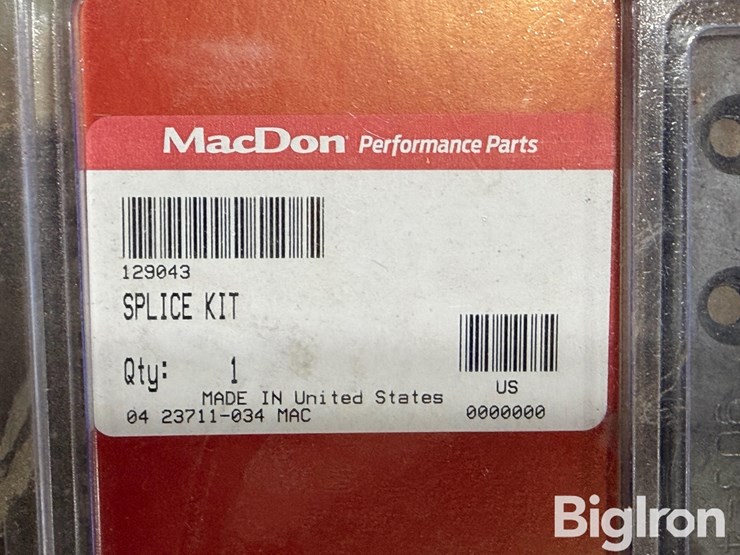 MacDon Performance Parts
129043
SPLICE KIT
Qty: 1
MADE IN United States
04 23711-034 MAC
US
0000000
BigIron